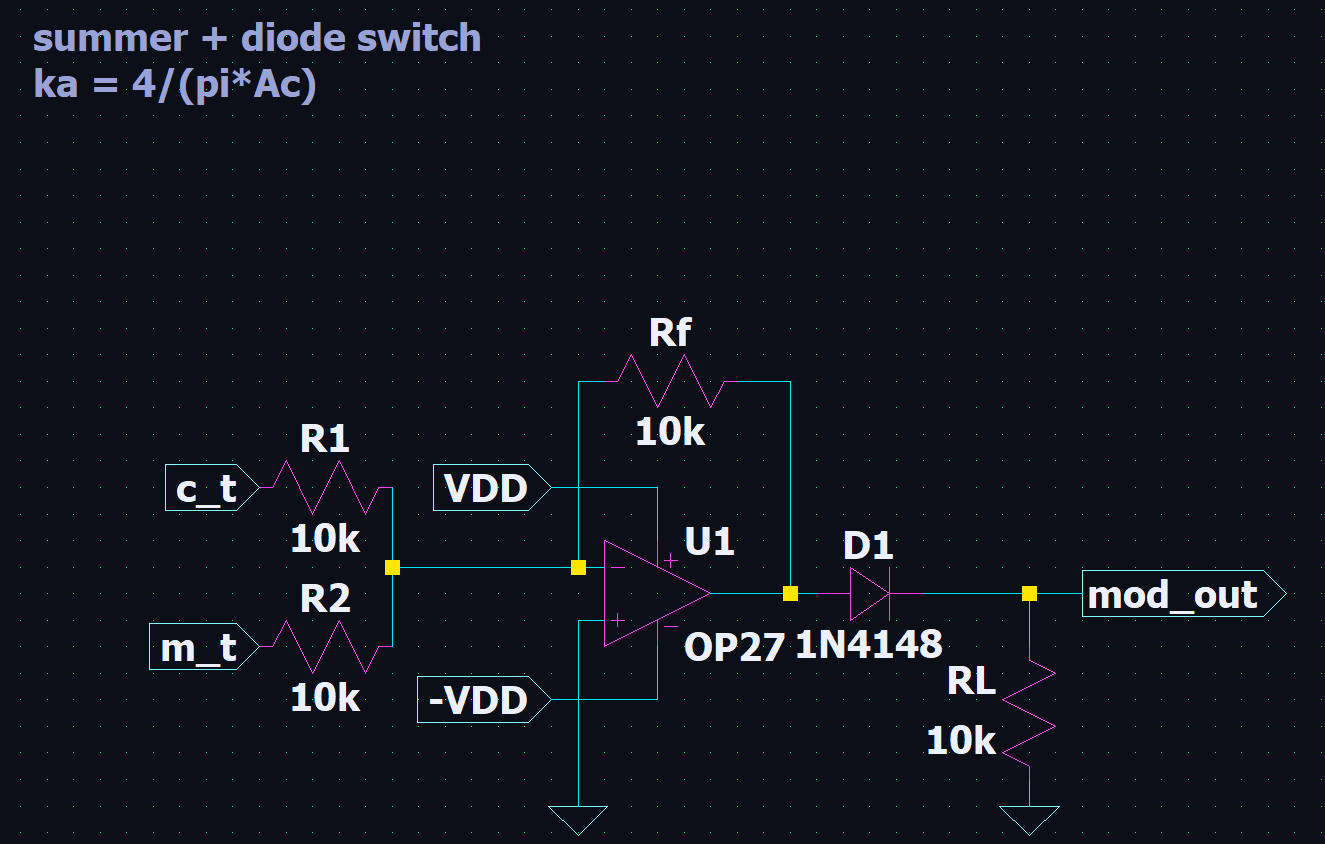 summer + diode switch
ka = 4/(pi*Ac)
Rf
10k
R1
c_t
10k
VDD
U1
D1
R2
m_t
10k
-VDD
OP27
1N4148
mod_out
RL
10k